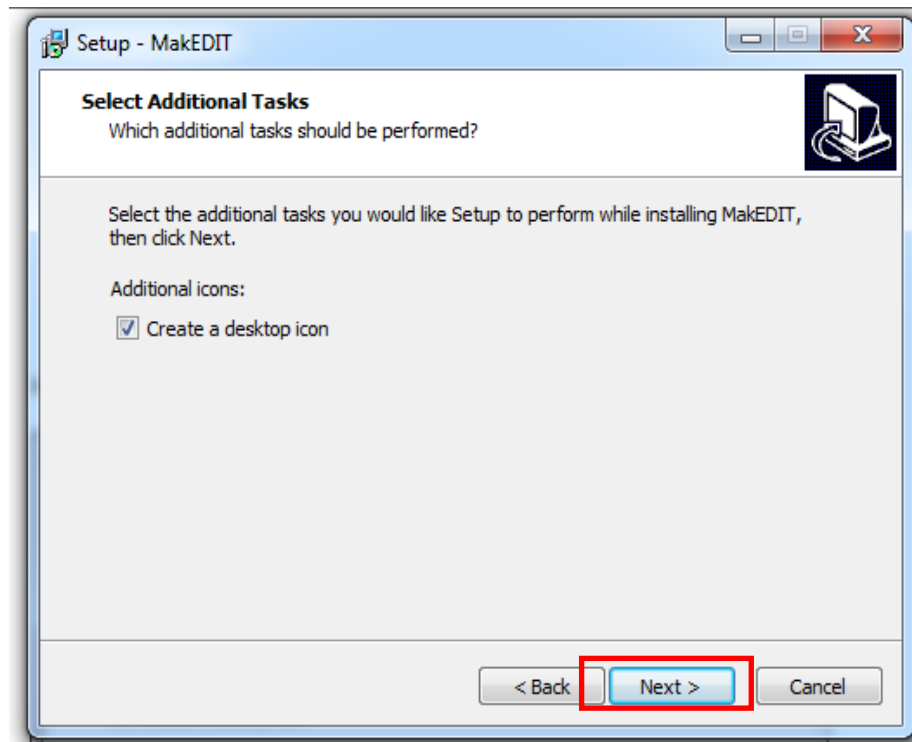 Setup - MakEDIT
Select Additional Tasks
Which additional tasks should be performed?
Select the additional tasks you would like Setup to perform while installing MakEDIT,
then click Next.
Additional icons:
Create a desktop icon
< Back Next > Cancel